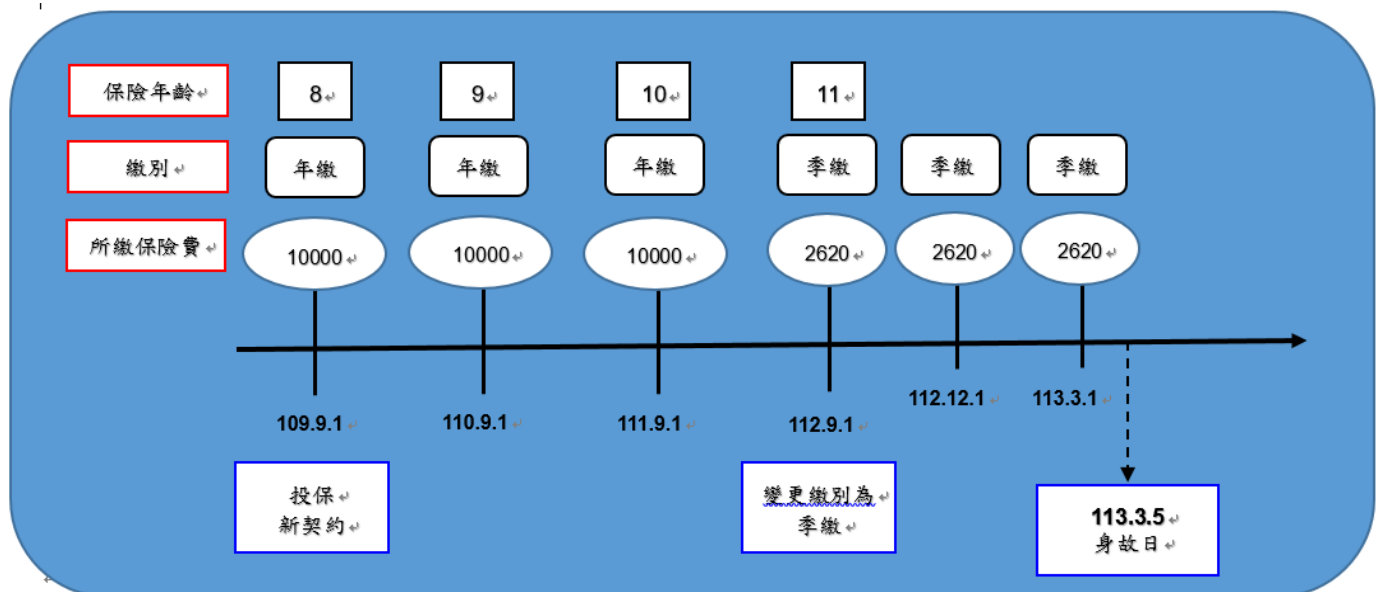 保險年齡
8
9
10
11
繳別
年繳
年繳
年繳
季繳
季繳
季繳
所繳保險費
10000
10000
10000
2620
2620
2620
109.9.1
110.9.1
111.9.1
112.9.1
112.12.1
113.3.1
投保
新契約
變更繳別為
季繳
113.3.5
身故日